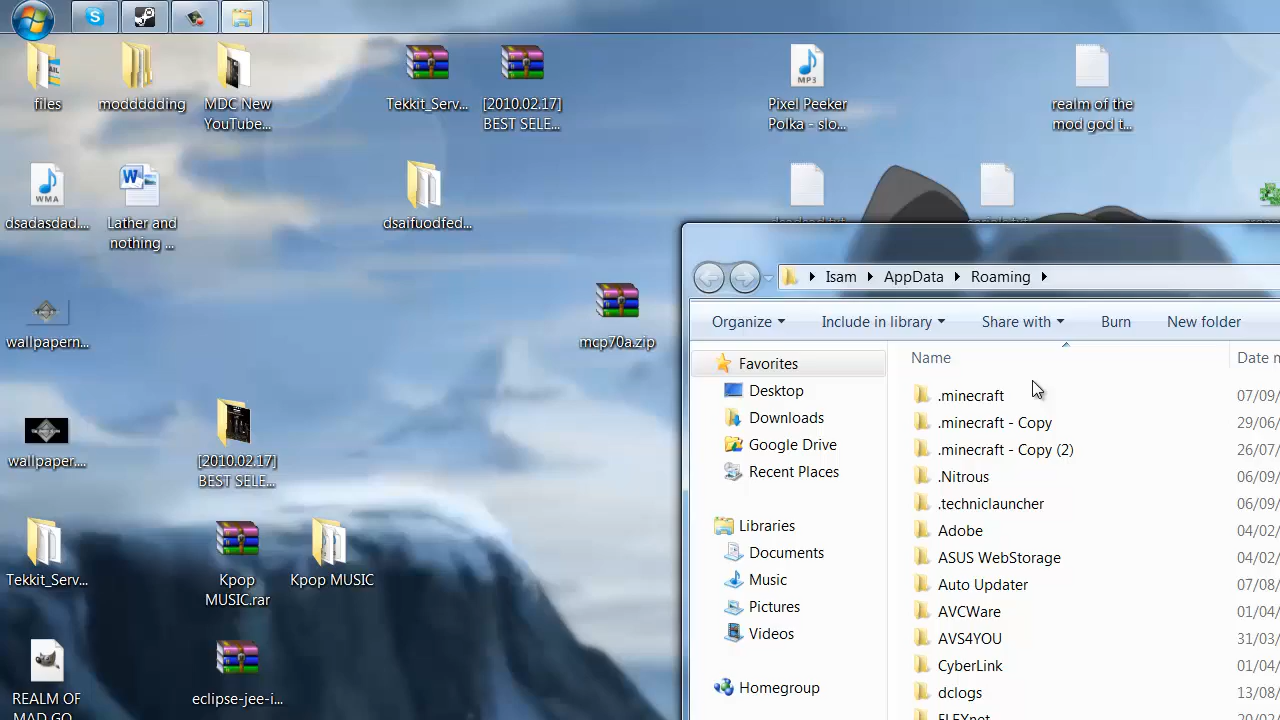 files
moddddding
MDC New
YouTube...
Tekkit_Serv...
[2010.02.17]
BEST SELE...
Pixel Peeker
Polka - slo...
MP3
realm of the
mod god t...
dsadasdad....
WMA
Lather and
nothing ...
dsaifuodfed...
wallpapern...
mcp70a.zip
wallpaper....
[2010.02.17]
BEST SELE...
Tekkit_Serv...
Kpop
MUSIC.rar
Kpop MUSIC
REALM OF
MAD GO
eclipse-jee-i...
Isam
AppData
Roaming
Organize
Include in library
Share with
Burn
New folder
Favorites
Desktop
Downloads
Google Drive
Recent Places
Libraries
Documents
Music
Pictures
Videos
Homegroup
Name
Date
.minecraft
07/09/
.minecraft - Copy
29/06/
.minecraft - Copy (2)
26/07/
.Nitrous
06/09/
.techniclauncher
06/09/
Adobe
04/02/
ASUS WebStorage
04/02/
Auto Updater
07/08/
AVCWare
01/04/
AVS4YOU
31/03/
CyberLink
01/04/
dclogs
13/08/
FLEXnet